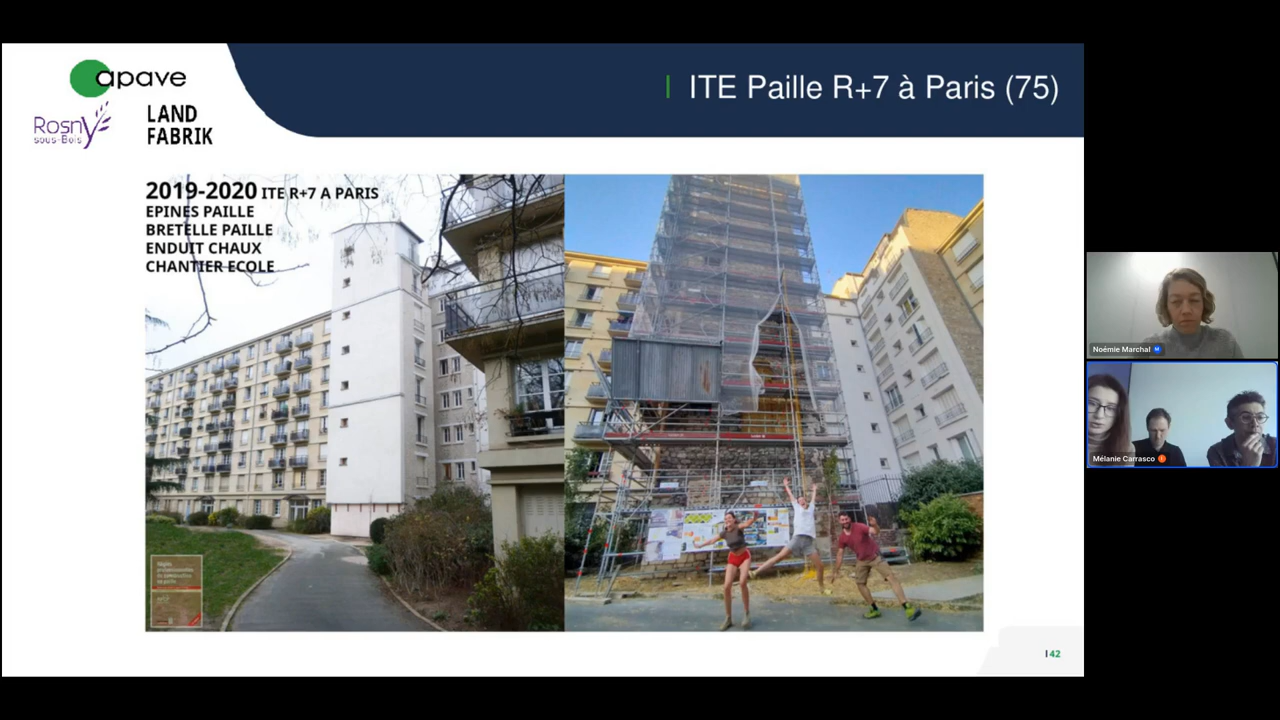 apave
Rosny
sous-Bois
LAND
FABRIK
ITE Paille R+7 à Paris (75)
2019-2020 ITE R+7 A PARIS
EPINES PAILLE
BRETELLE PAILLE
ENDUIT CHAUX
CHANTIER ECOLE
Noémie Marchal M
Mélanie Carrasco
42